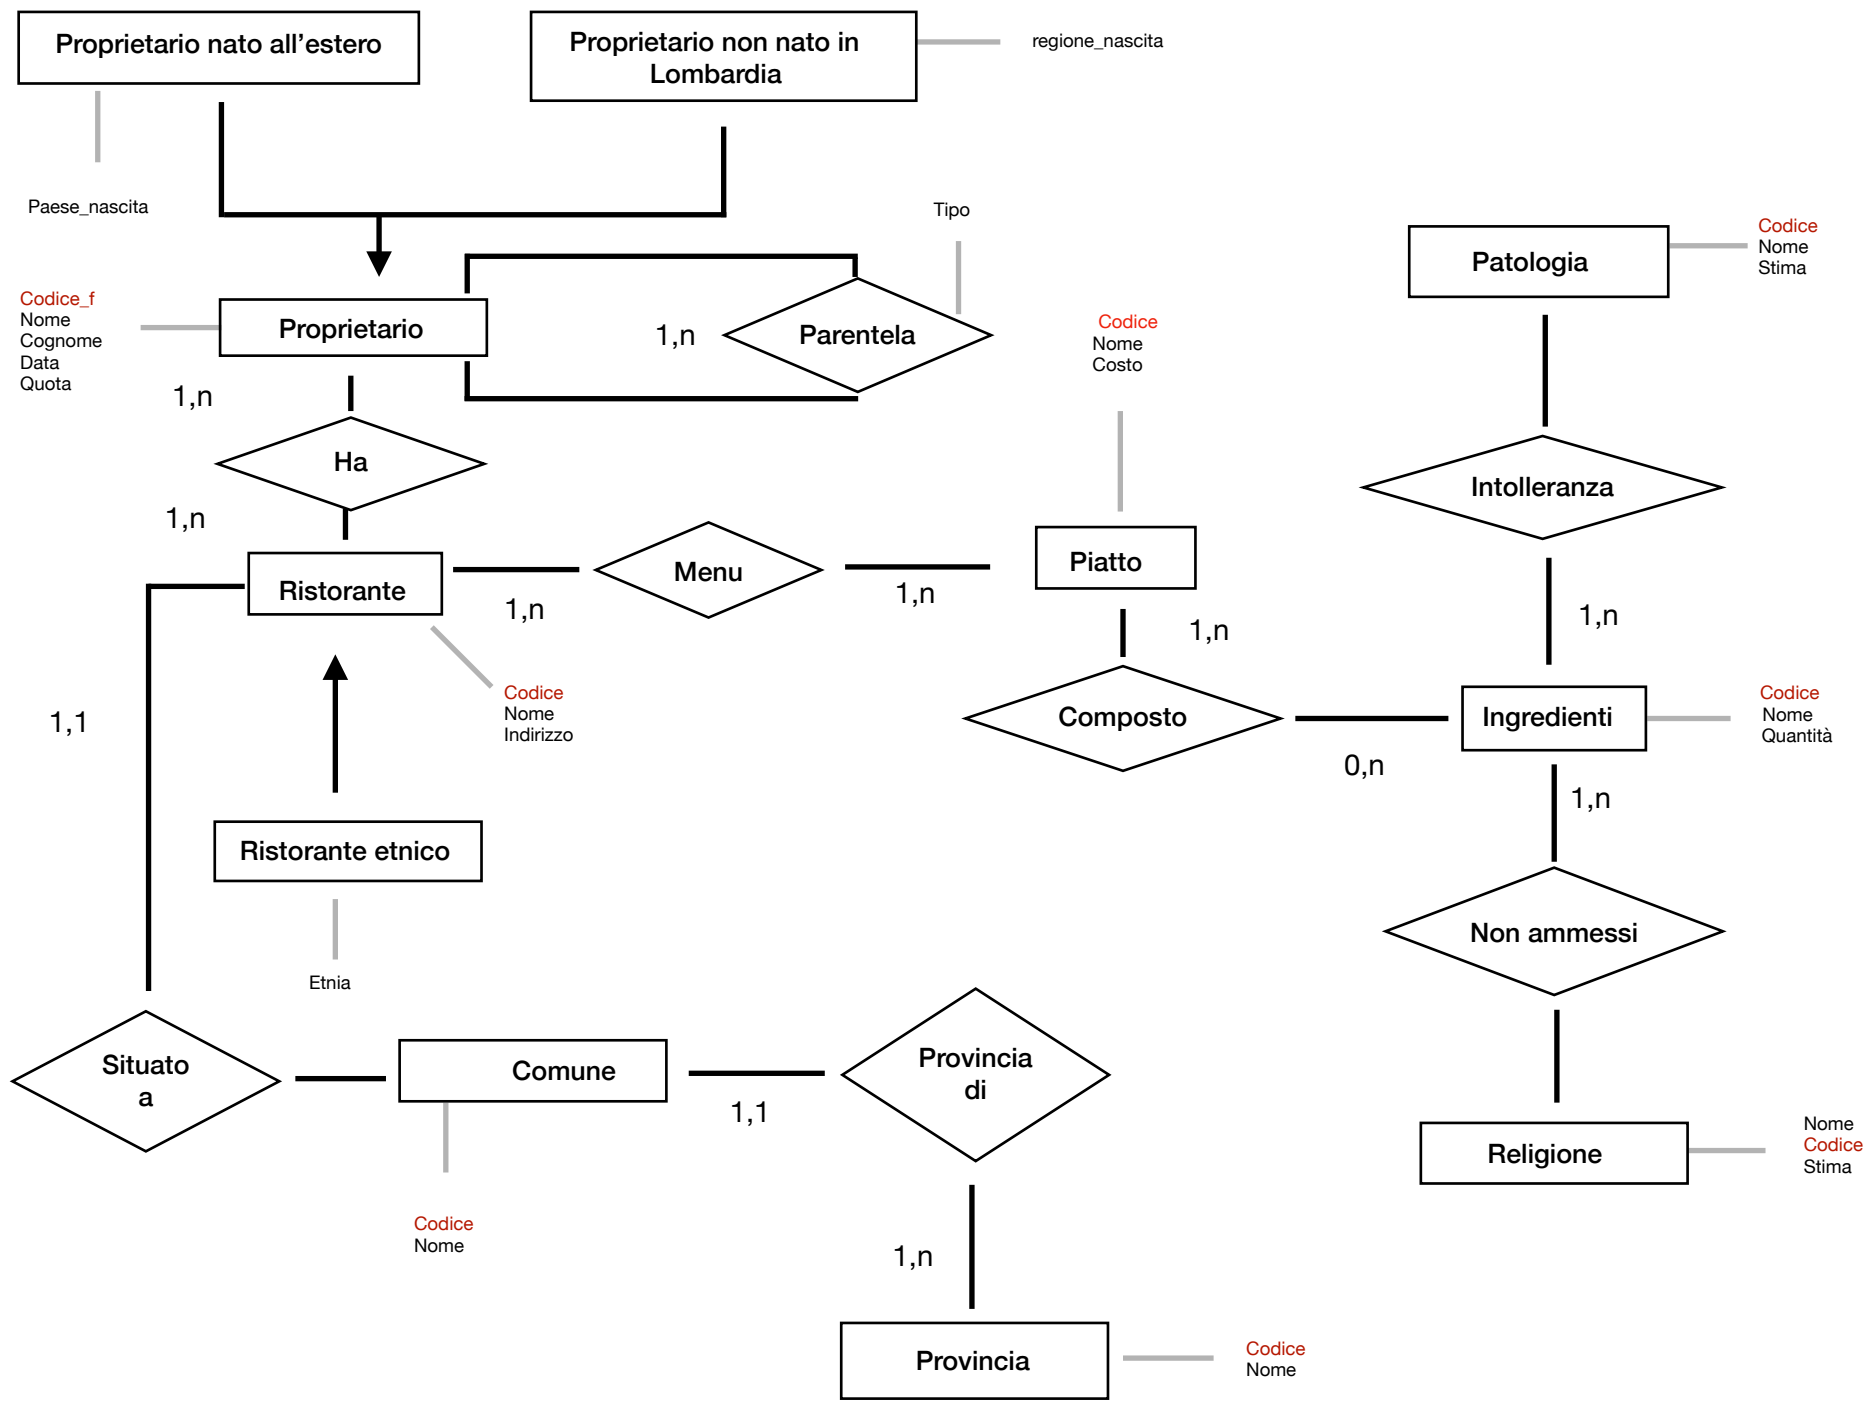 Proprietario nato all'estero
Proprietario non nato in
Lombardia
regione_nascita
Paese_nascita
Tipo
Codice
Nome
Stima
Patologia
Codice_f
Nome
Cognome
Data
Quota
Proprietario
1,n
Parentela
Codice
Nome
Costo
1,n
Ha
Intolleranza
1,n
Ristorante
1,n
Menu
1,n
Piatto
1,n
1,n
Codice
Nome
Indirizzo
1,1
Composto
0,n
Ingredienti
Codice
Nome
Quantità
1,n
Ristorante etnico
Etnia
Non ammessi
Situato
a
Comune
1,1
Provincia
di
Codice
Nome
Religione
Nome
Codice
Stima
1,n
Provincia
Codice
Nome